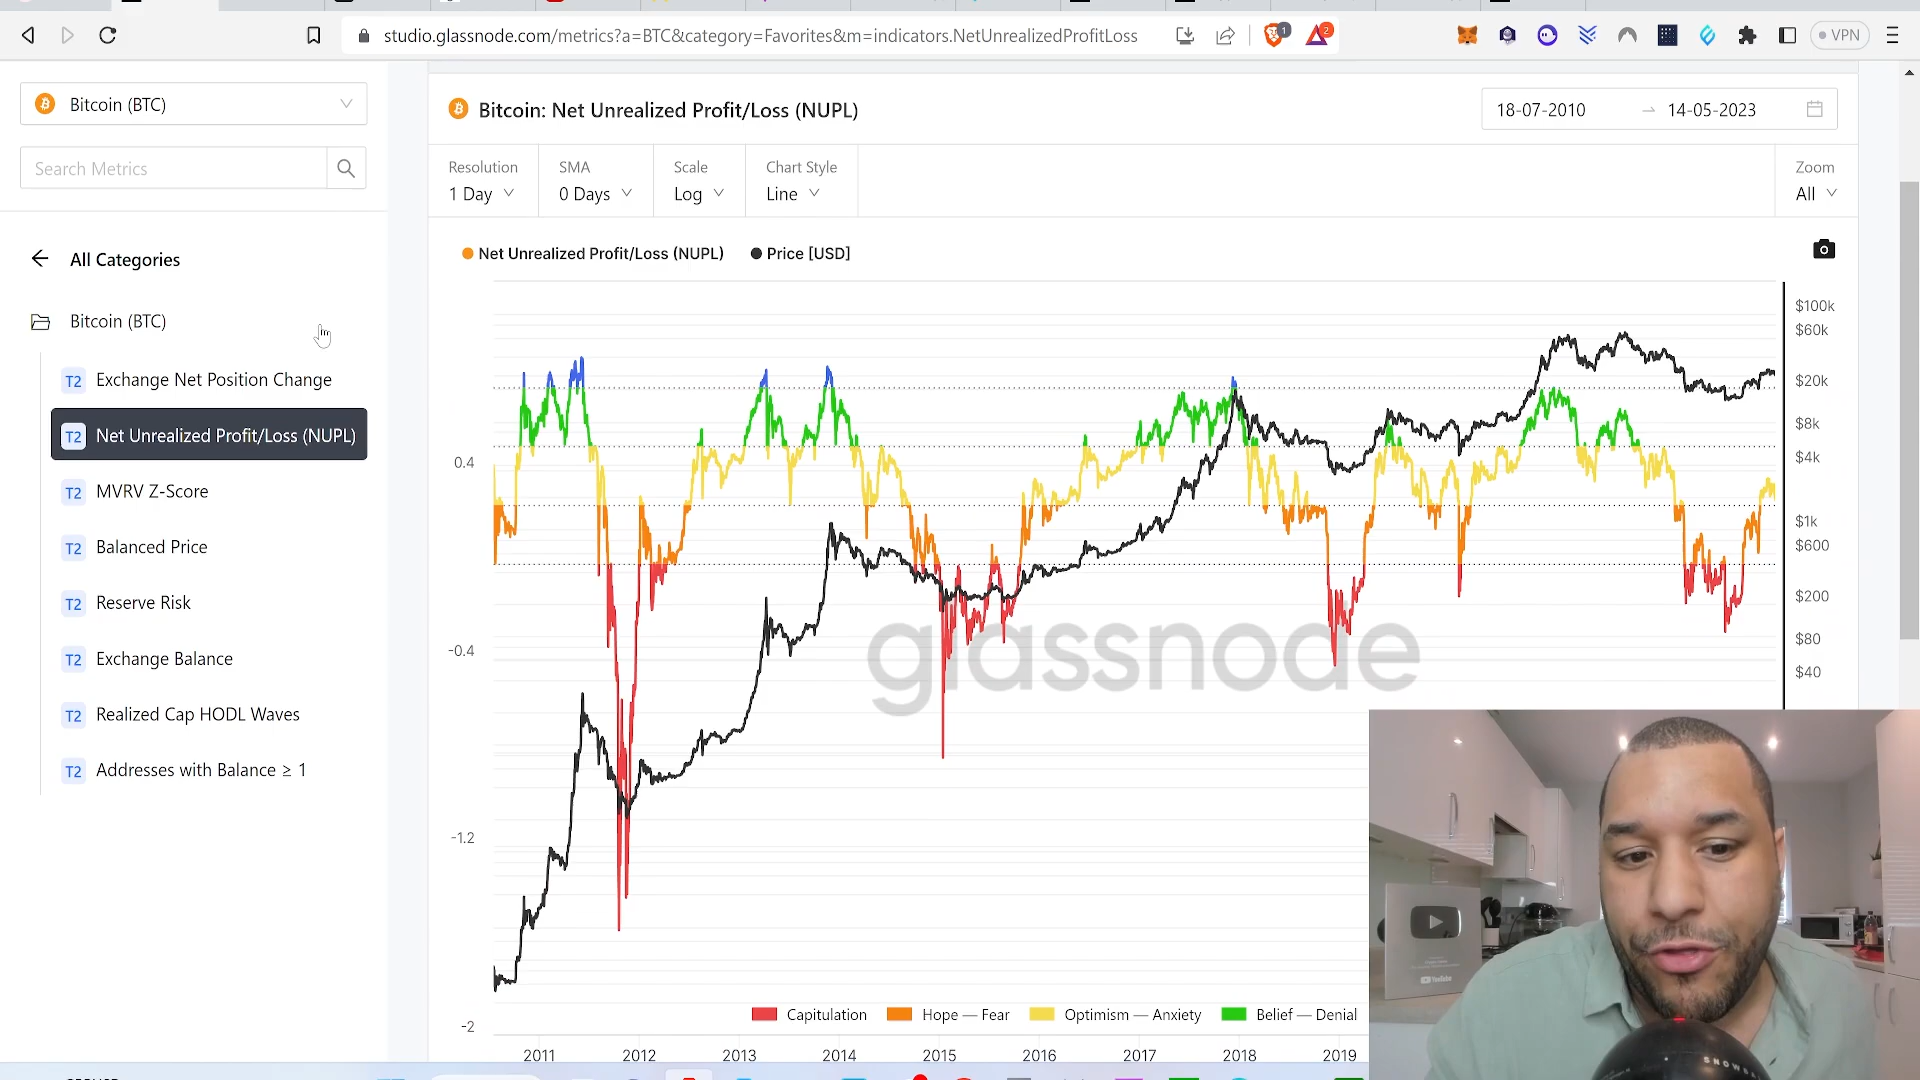 studio.glassnode.com/metrics?a=BTC&category=Favorites&m=indicators.NetUnrealizedProfitLoss
1
2
VPN
Bitcoin (BTC)
Search Metrics
All Categories
Bitcoin (BTC)
T2 Exchange Net Position Change
T2 Net Unrealized Profit/Loss (NUPL)
T2 MVRV Z-Score
T2 Balanced Price
T2 Reserve Risk
T2 Exchange Balance
T2 Realized Cap HODL Waves
T2 Addresses with Balance ≥ 1
Bitcoin: Net Unrealized Profit/Loss (NUPL)
18-07-2010 → 14-05-2023
Resolution
1 Day
SMA
0 Days
Scale
Log
Chart Style
Line
Zoom
All
Net Unrealized Profit/Loss (NUPL)
Price [USD]
0.4
-0.4
-1.2
-2
$100k
$60k
$20k
$8k
$4k
$1k
$600
$200
$80
$40
glassnode
Capitulation
Hope — Fear
Optimism — Anxiety
Belief — Denial
2011 2012 2013 2014 2015 2016 2017 2018 2019
YouTube